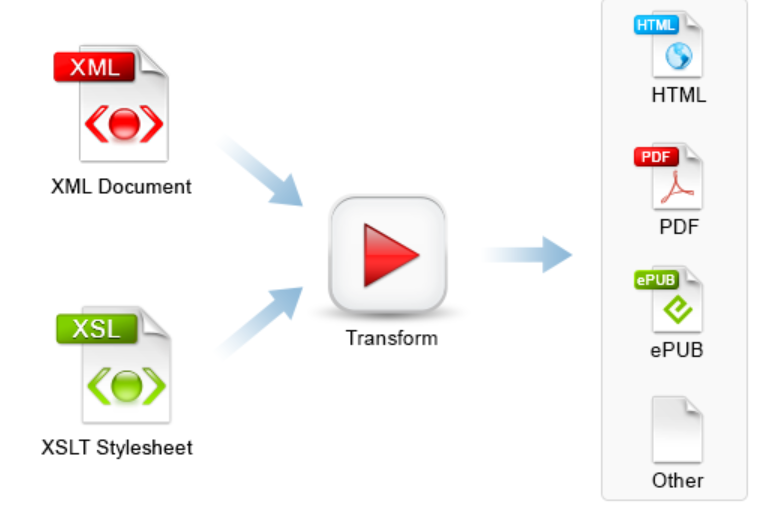 XML
XML Document
XSL
XSLT Stylesheet
Transform
HTML
HTML
PDF
PDF
ePUB
ePUB
Other